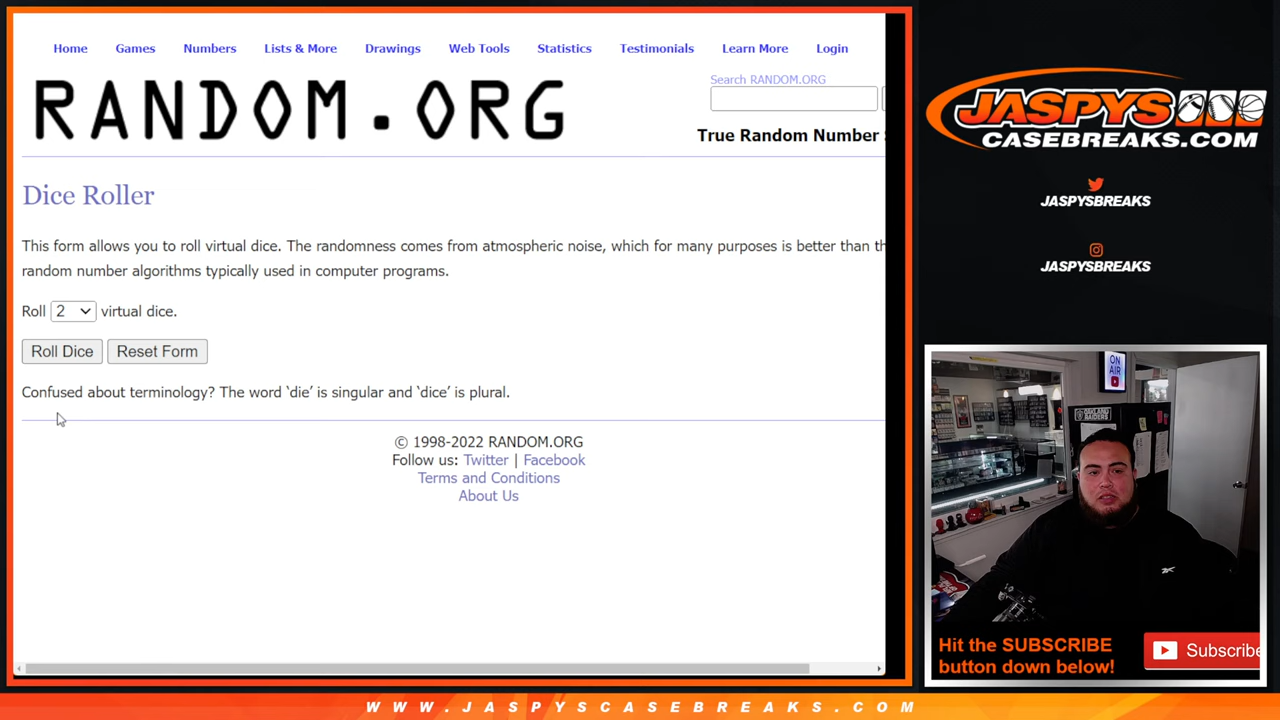 Home Games Numbers Lists & More Drawings Web Tools Statistics Testimonials Learn More Login
RANDOM.ORG
Search RANDOM.ORG
True Random Number
Dice Roller
This form allows you to roll virtual dice. The randomness comes from atmospheric noise, which for many purposes is better than th
random number algorithms typically used in computer programs.
Roll 2 virtual dice.
Roll Dice Reset Form
Confused about terminology? The word ‘die’ is singular and ‘dice’ is plural.
© 1998-2022 RANDOM.ORG
Follow us: Twitter | Facebook
Terms and Conditions
About Us
JASPYS
CASEBREAKS.COM
JASPYSBREAKS
JASPYSBREAKS
ON
AIR
OAKLAND
RAIDERS
Hit the SUBSCRIBE
button down below!
Subscribe
WWW.JASPYSCASEBREAKS.COM